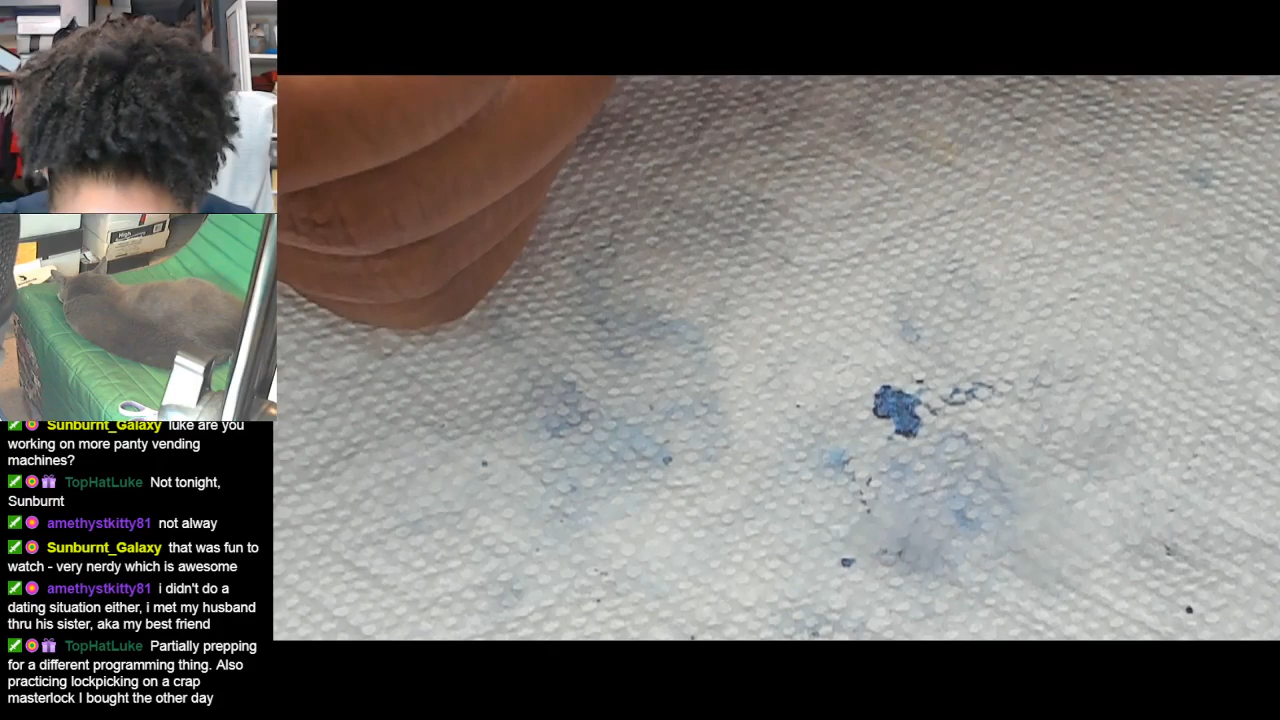 High
Sunburnt_Galaxy luke are you
working on more panty vending
machines?
TopHatLuke Not tonight,
Sunburnt
amethystkitty81 not alway
Sunburnt_Galaxy that was fun to
watch - very nerdy which is awesome
amethystkitty81 i didn't do a
dating situation either, i met my husband
thru his sister, aka my best friend
TopHatLuke Partially prepping
for a different programming thing. Also
practicing lockpicking on a crap
masterlock I bought the other day